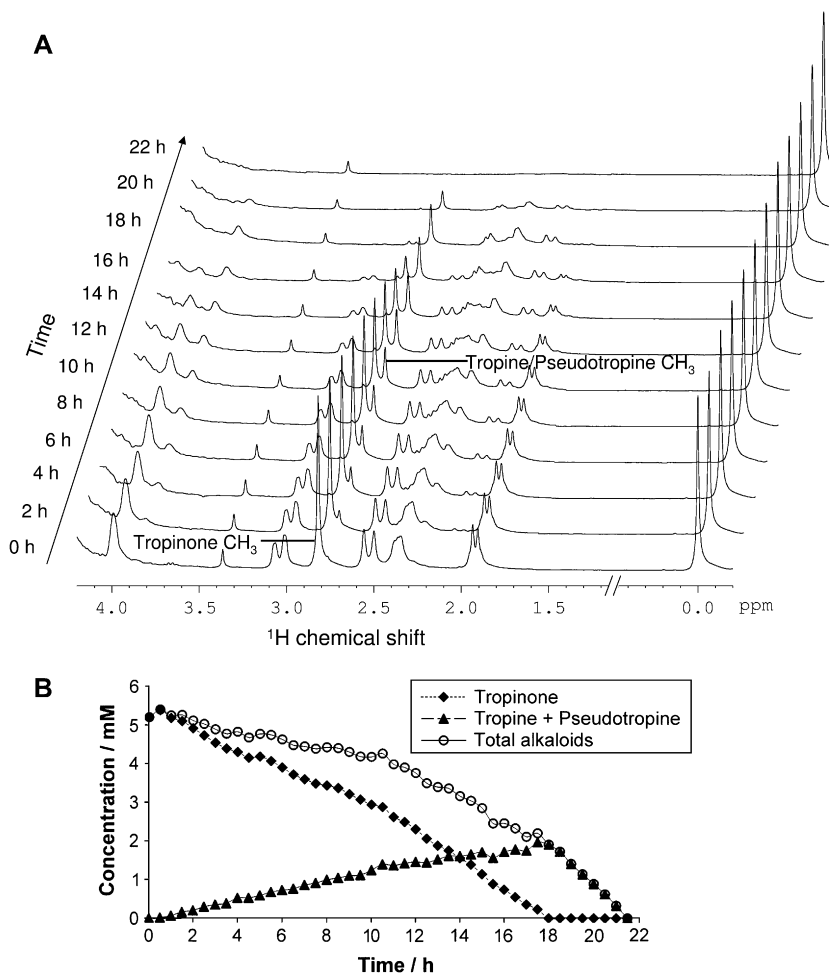 A
22 h
20 h
18 h
16 h
14 h
12 h
10 h
8 h
6 h
4 h
2 h
0 h
Time
Tropine/Pseudotropine CH₃
Tropinone CH₃
4.0 3.5 3.0 2.5 2.0 1.5 0.0 ppm
¹H chemical shift
B
6
5
4
3
2
1
0
Concentration / mM
Tropinone
Tropine + Pseudotropine
Total alkaloids
0 2 4 6 8 10 12 14 16 18 20 22
Time / h